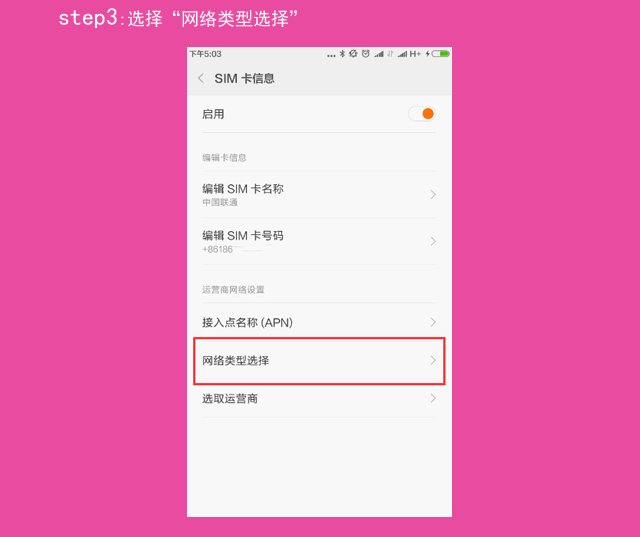 step3:选择“网络类型选择”
下午5:03
... H+
SIM 卡信息
启用
编辑卡信息
编辑 SIM 卡名称
中国联通
编辑 SIM 卡号码
+86186
运营商网络设置
接入点名称 (APN)
网络类型选择
选取运营商